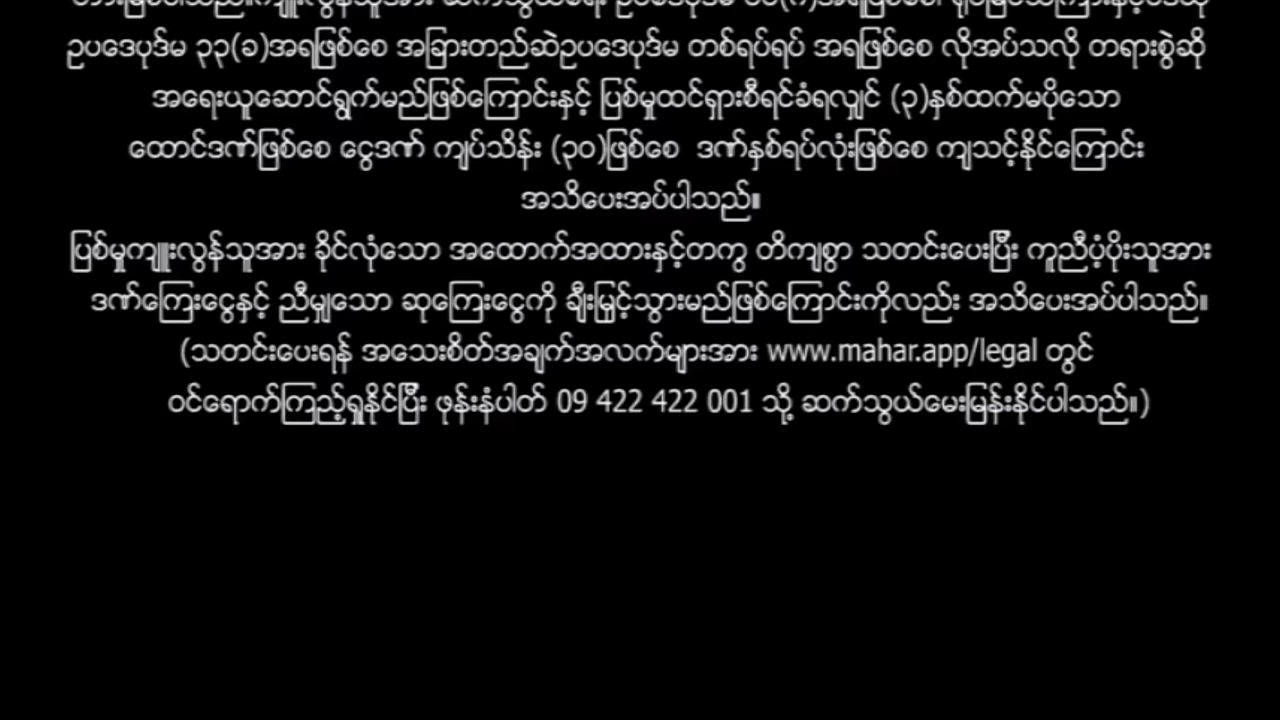 ဥပဒေပုဒ်မ ၃၃(ခ)အရဖြစ်စေ အခြားတည်ဆဲဥပဒေပုဒ်မ တစ်ရပ်ရပ် အရဖြစ်စေ လိုအပ်သလို တရားစွဲဆို
အရေးယူဆောင်ရွက်မည်ဖြစ်ကြောင်းနှင့် ပြစ်မှုထင်ရှားစီရင်ခံရလျှင် (၃)နှစ်ထက်မပိုသော
ထောင်ဒဏ်ဖြစ်စေ ငွေဒဏ် ကျပ်သိန်း (၃၀)ဖြစ်စေ ဒဏ်နှစ်ရပ်လုံးဖြစ်စေ ကျသင့်နိုင်ကြောင်း
အသိပေးအပ်ပါသည်။
ပြစ်မှုကျူးလွန်သူအား ခိုင်လုံသော အထောက်အထားနှင့်တကွ တိကျစွာ သတင်းပေးပြီး ကူညီပံ့ပိုးသူအား
ဒဏ်ကြေးငွေနှင့် ညီမျှသော ဆုကြေးငွေကို ချီးမြှင့်သွားမည်ဖြစ်ကြောင်းကိုလည်း အသိပေးအပ်ပါသည်။
(သတင်းပေးရန် အသေးစိတ်အချက်အလက်များအား www.mahar.app/legal တွင်
ဝင်ရောက်ကြည့်ရှုနိုင်ပြီး ဖုန်းနံပါတ် 09 422 422 001 သို့ ဆက်သွယ်မေးမြန်းနိုင်ပါသည်။)